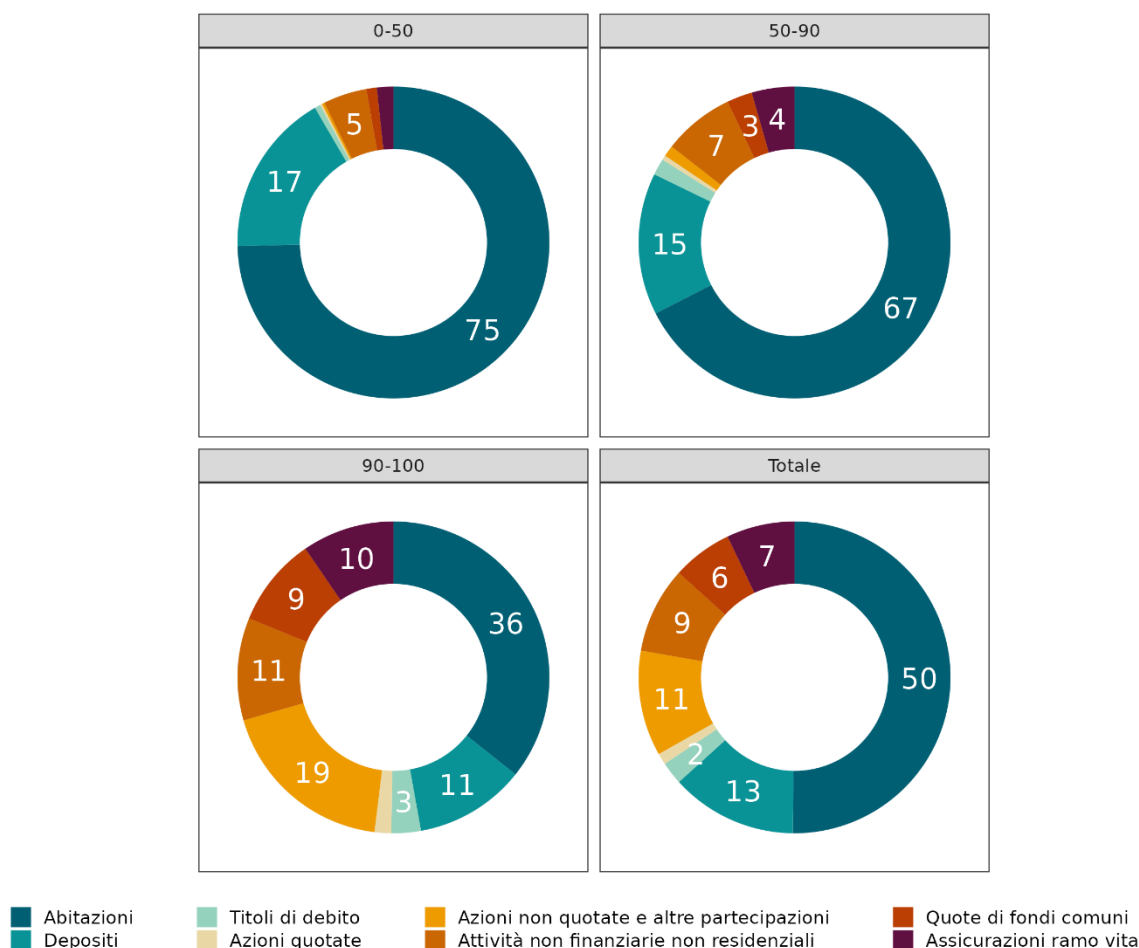 0-50
50-90
5
17
75
7
3
4
15
67
90-100
Totale
10
9
36
11
19
3
11
7
6
9
50
11
2
13
Abitazioni
Titoli di debito
Azioni non quotate e altre partecipazioni
Quote di fondi comuni
Depositi
Azioni quotate
Attività non finanziarie non residenziali
Assicurazioni ramo vita